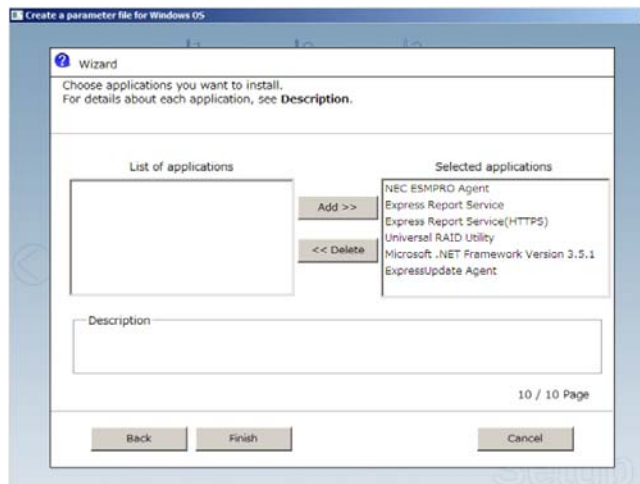 Create a parameter file for Windows OS
Wizard
Choose applications you want to install.
For details about each application, see Description.
List of applications
Selected applications
Add >>
<< Delete
NEC ESMPRO Agent
Express Report Service
Express Report Service(HTTPS)
Universal RAID Utility
Microsoft .NET Framework Version 3.5.1
ExpressUpdate Agent
Description
10 / 10 Page
Back
Finish
Cancel